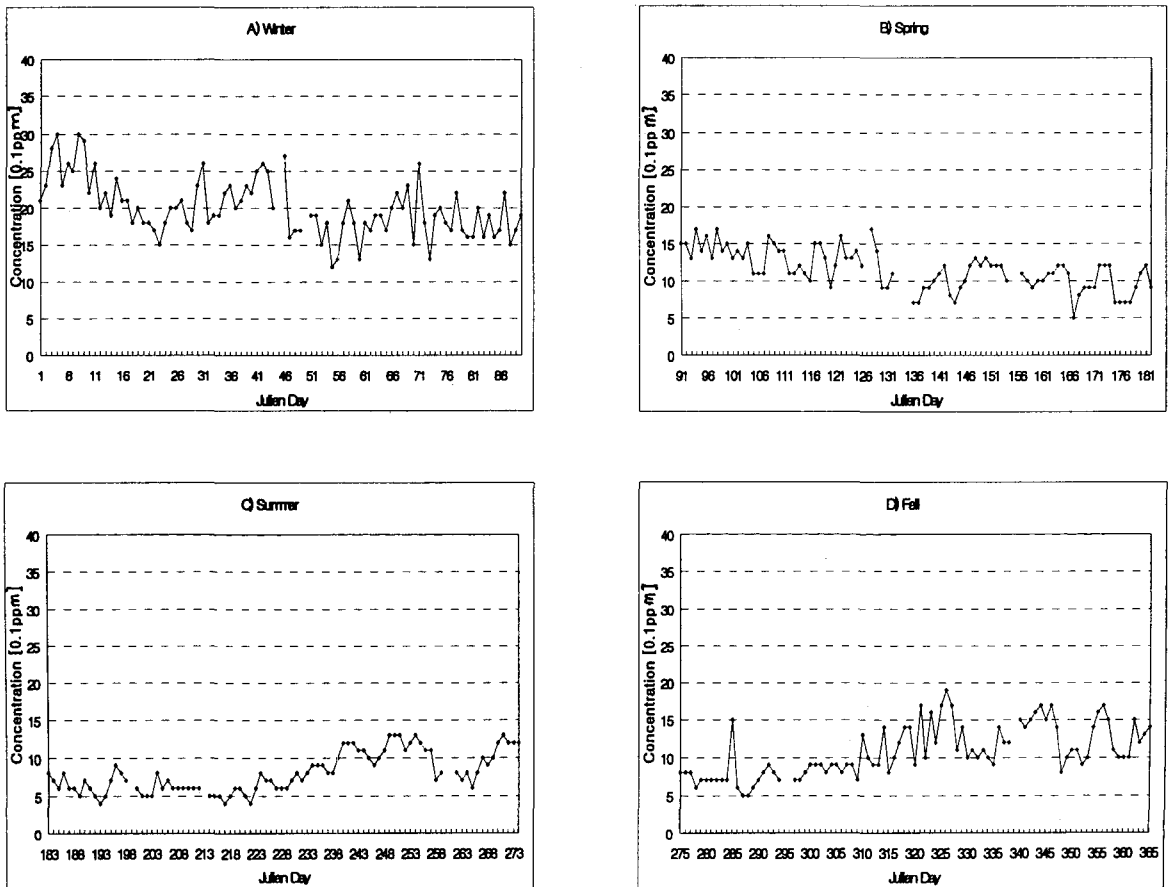 A) Winter
Concentration [0.1ppm]
40
35
30
25
20
15
10
5
0
1 6 11 16 21 26 31 36 41 46 51 56 61 66 71 76 81 86
Julien Day
B) Spring
Concentration [0.1ppm]
40
35
30
25
20
15
10
5
0
91 96 101 106 111 116 121 126 131 136 141 146 151 156 161 166 171 176 181
Julien Day
C) Summer
Concentration [0.1ppm]
40
35
30
25
20
15
10
5
0
183 188 193 198 203 208 213 218 223 228 233 238 243 248 253 258 263 268 273
Julien Day
D) Fall
Concentration [0.1ppm]
40
35
30
25
20
15
10
5
0
275 280 285 290 295 300 305 310 315 320 325 330 335 340 345 350 355 360 365
Julien Day